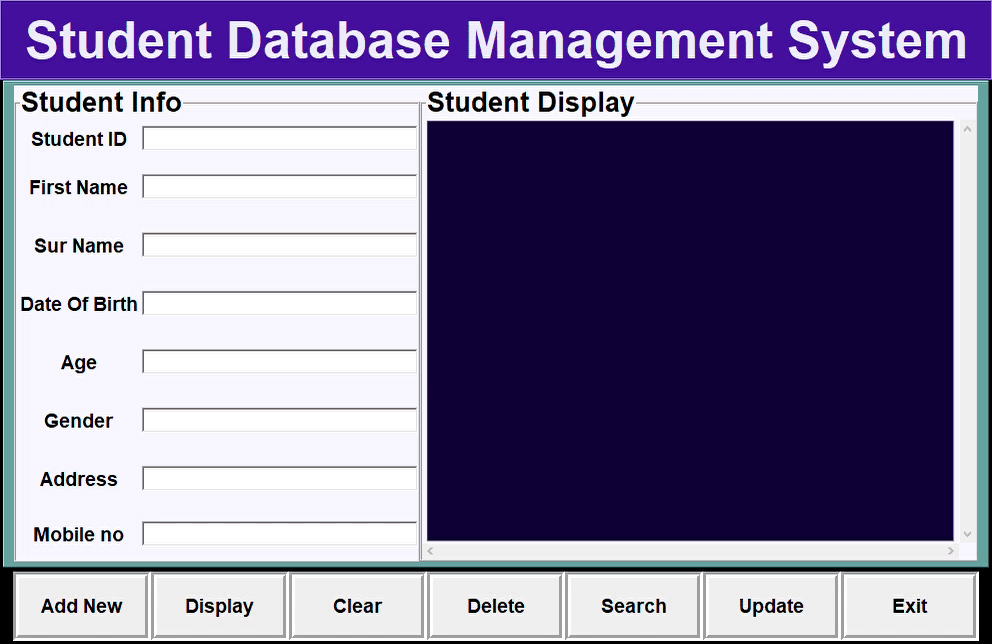 Student Database Management System
Student Info
Student ID
First Name
Sur Name
Date Of Birth
Age
Gender
Address
Mobile no
Student Display
Add New
Display
Clear
Delete
Search
Update
Exit